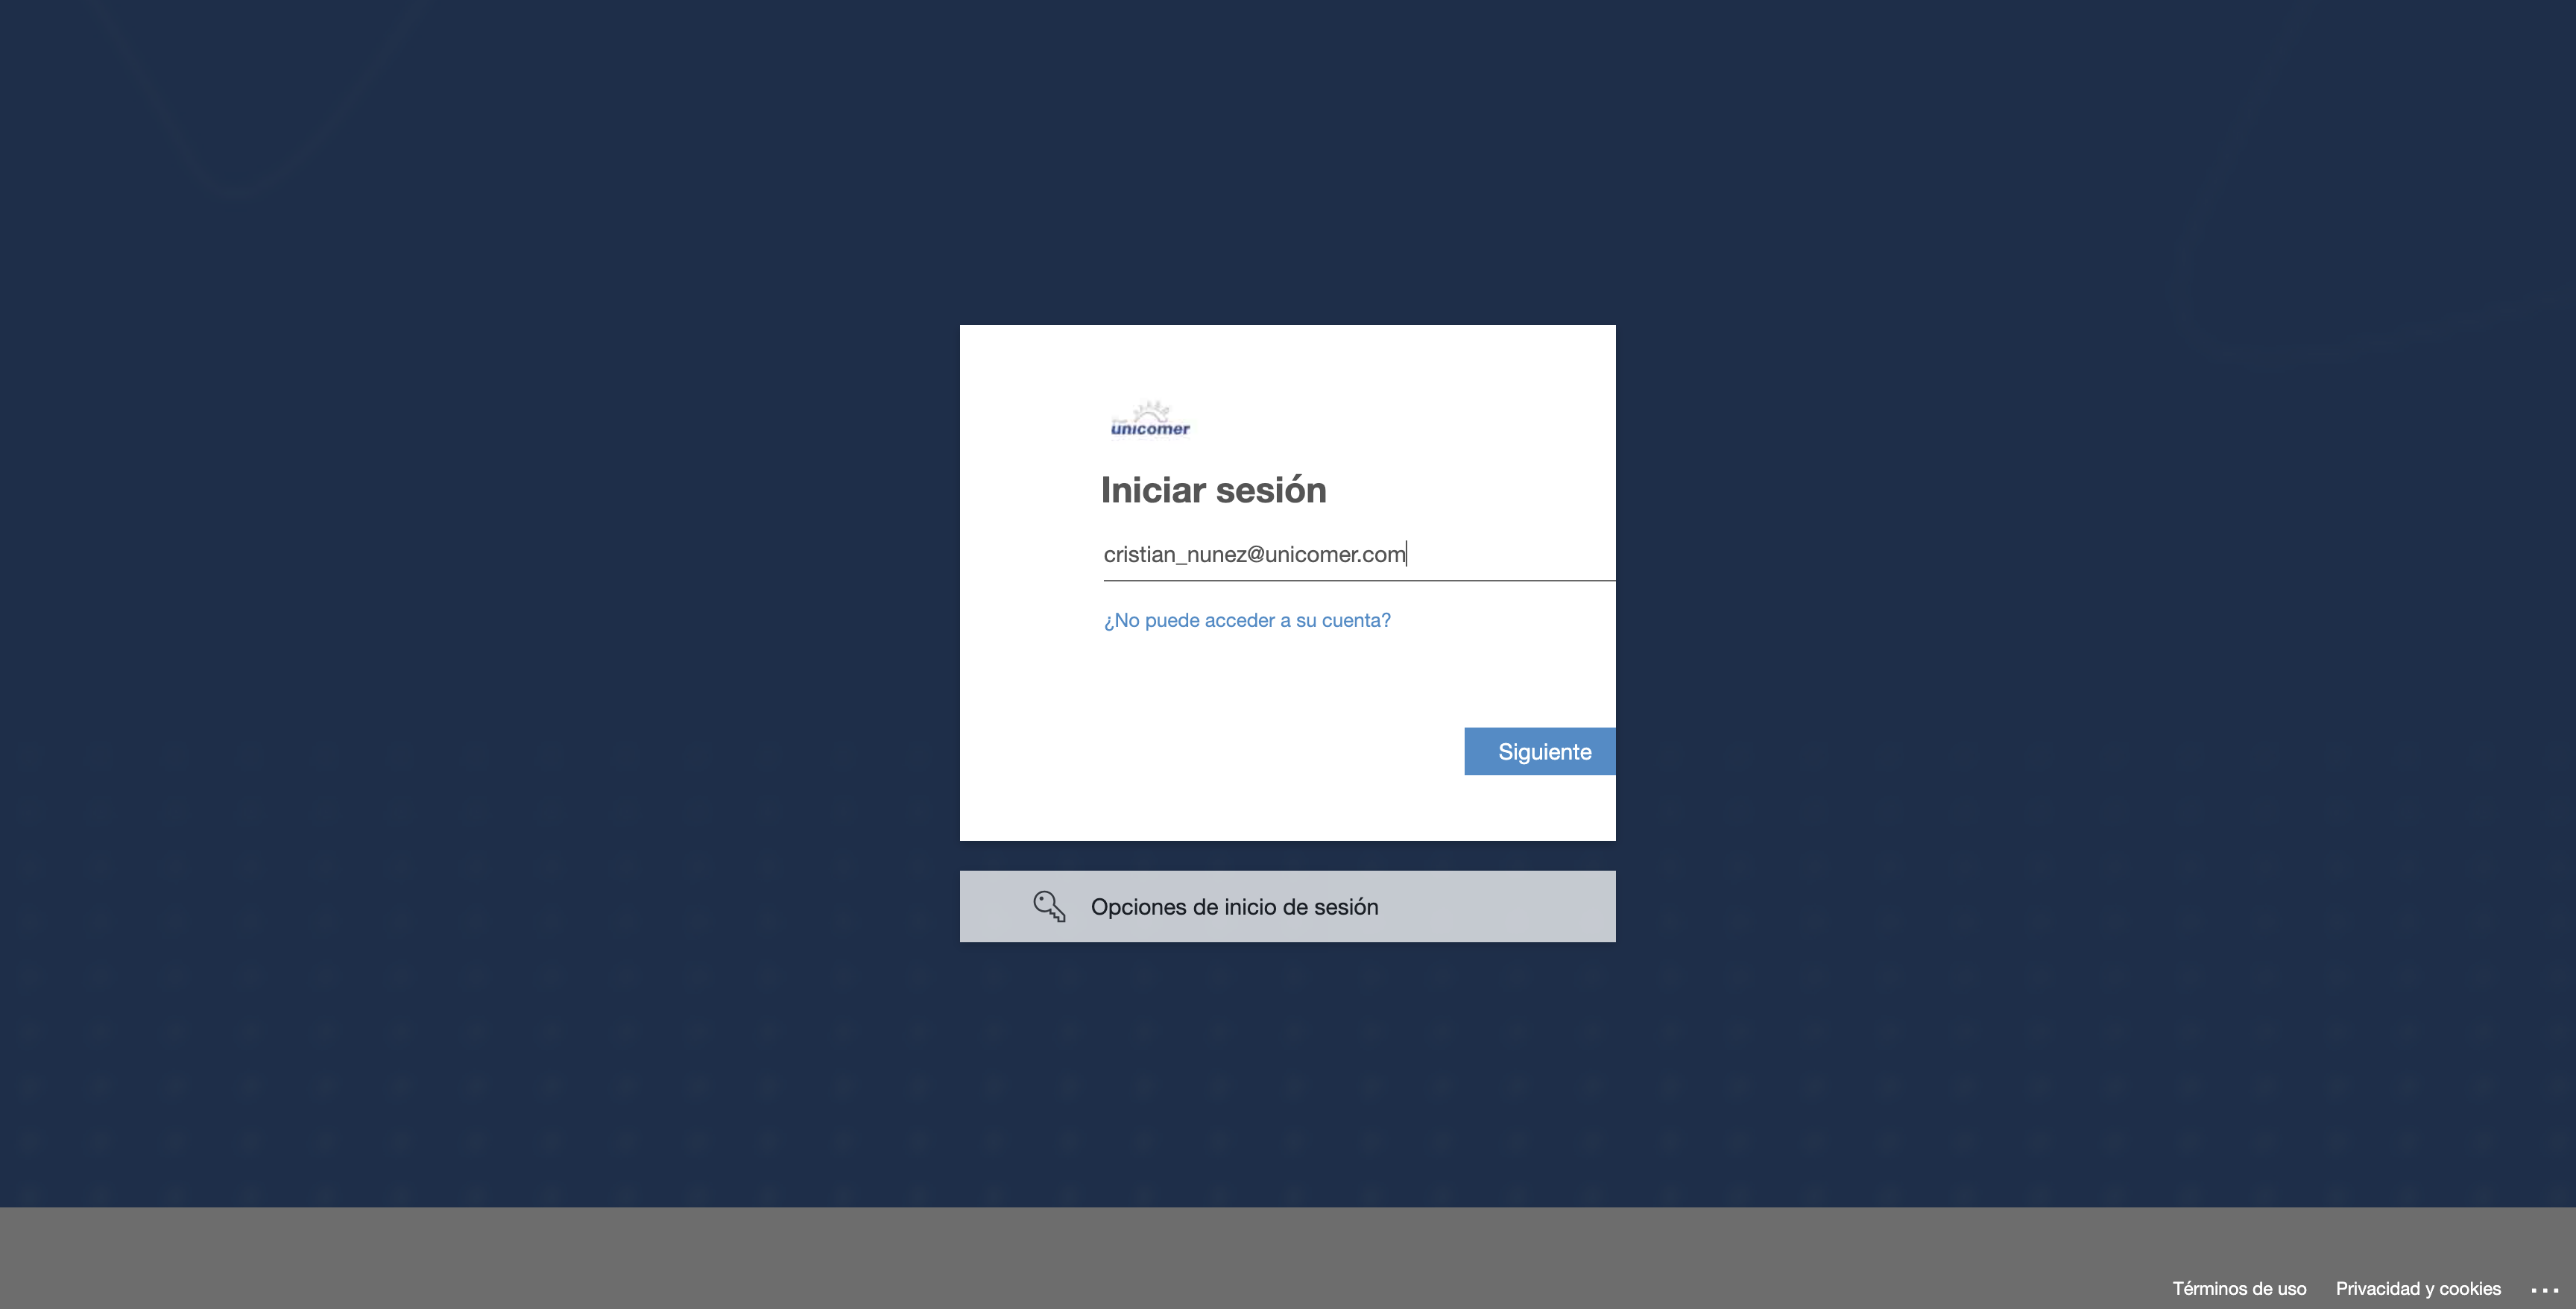 unicomer
Iniciar sesión
cristian_nunez@unicomer.com
¿No puede acceder a su cuenta?
Siguiente
Opciones de inicio de sesión
Términos de uso Privacidad y cookies ...